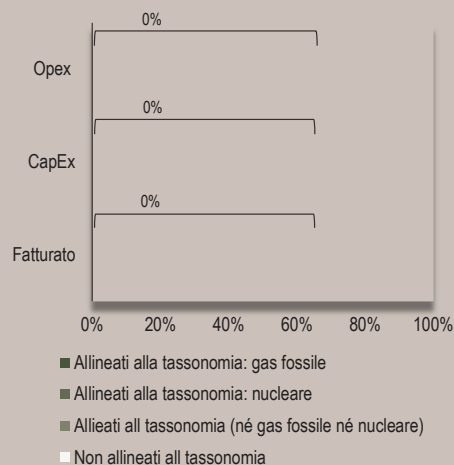 0%
Opex
0%
CapEx
0%
Fatturato
0% 20% 40% 60% 80% 100%
Allineati alla tassonomia: gas fossile
Allineati alla tassonomia: nucleare
Allieati all tassonomia (né gas fossile né nucleare)
Non allineati all tassonomia